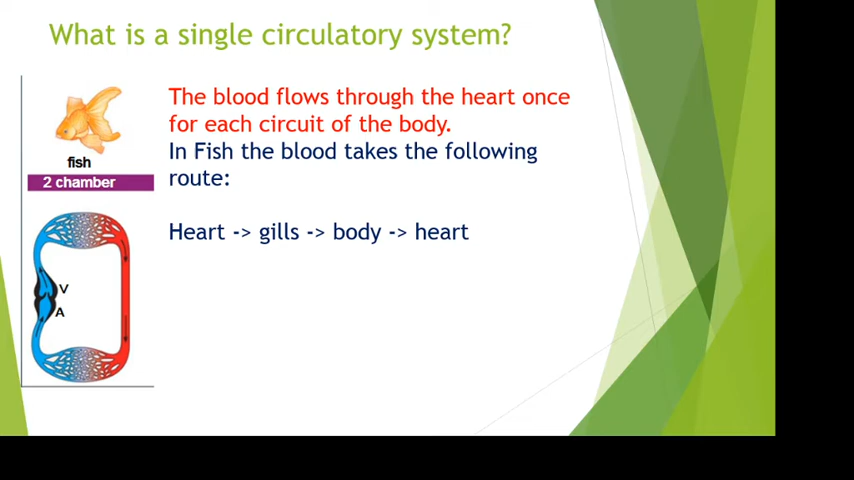 What is a single circulatory system?
The blood flows through the heart once
for each circuit of the body.
In Fish the blood takes the following
route:
Heart -> gills -> body -> heart
fish
2 chamber
V
A